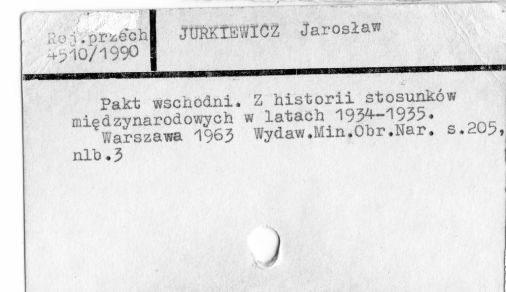 Rej.przech
4510/1990
JURKIEWICZ Jarosław
Pakt wschodni. Z historii stosunków
międzynarodowych w latach 1934-1935.
Warszawa 1963 Wydaw.Min.Obr.Nar. s.205,
nlb.3